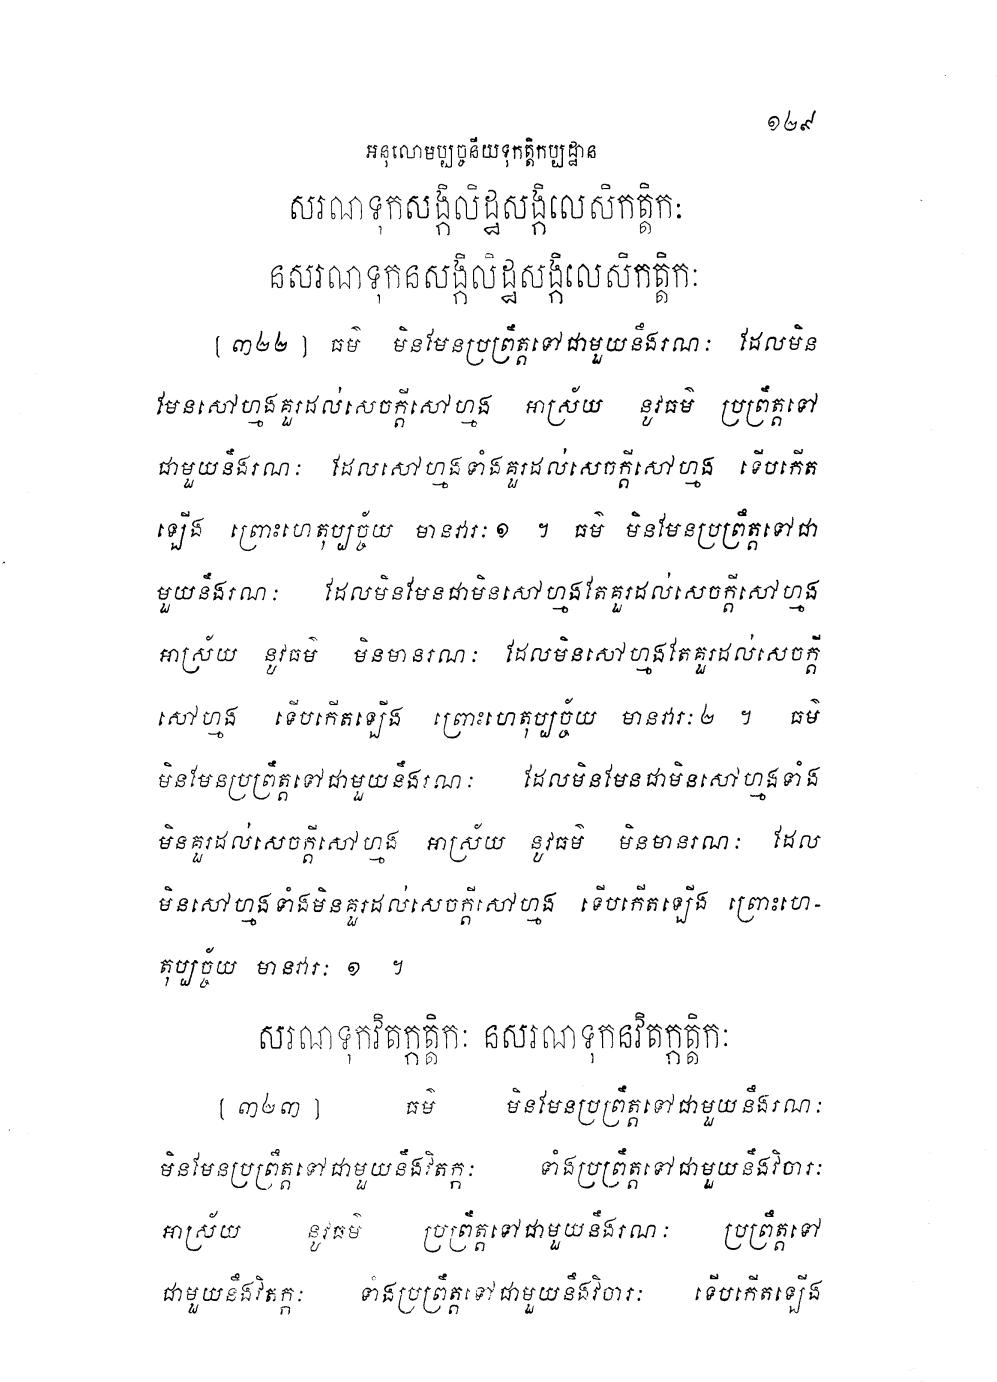 ១២៩
អនុលោមប្បច្ចនីយទុកត្តិកប្បដ្ឋាន
សរណទុកសង្កិលិដ្ឋសង្កិលេសិកត្តិកៈ
នសរណទុកនសង្កិលិដ្ឋសង្កិលេសិកត្តិកៈ
[៣២២] ធម៌ មិនមែនប្រព្រឹត្តទៅជាមួយនឹងរណៈ ដែលមិន
មែនសៅហ្មងគួរដល់សេចក្តីសៅហ្មង អាស្រ័យ នូវធម៌ ប្រព្រឹត្តទៅ
ជាមួយនឹងរណៈ ដែលសៅហ្មងទាំងគួរដល់សេចក្តីសៅហ្មង ទើបកើត
ឡើង ព្រោះហេតុប្បច្ច័យ មានវារៈ១ ។ ធម៌ មិនមែនប្រព្រឹត្តទៅជា
មួយនឹងរណៈ ដែលមិនមែនជាមិនសៅហ្មងតែគួរដល់សេចក្តីសៅហ្មង
អាស្រ័យ នូវធម៌ មិនមានរណៈ ដែលមិនសៅហ្មងតែគួរដល់សេចក្តី
សៅហ្មង ទើបកើតឡើង ព្រោះហេតុប្បច្ច័យ មានវារៈ២ ។ ធម៌
មិនមែនប្រព្រឹត្តទៅជាមួយនឹងរណៈ ដែលមិនមែនជាមិនសៅហ្មងទាំង
មិនគួរដល់សេចក្តីសៅហ្មង អាស្រ័យ នូវធម៌ មិនមានរណៈ ដែល
មិនសៅហ្មងទាំងមិនគួរដល់សេចក្តីសៅហ្មង ទើបកើតឡើង ព្រោះហេ-
តុប្បច្ច័យ មានវារៈ ១ ។
សរណទុកវិតក្កត្តិកៈ នសរណទុកនវិតក្កត្តិកៈ
[៣២៣] ធម៌ មិនមែនប្រព្រឹត្តទៅជាមួយនឹងរណៈ
មិនមែនប្រព្រឹត្តទៅជាមួយនឹងវិតក្កៈ ទាំងប្រព្រឹត្តទៅជាមួយនឹងវិចារៈ
អាស្រ័យ នូវធម៌ ប្រព្រឹត្តទៅជាមួយនឹងរណៈ ប្រព្រឹត្តទៅ
ជាមួយនឹងវិតក្កៈ ទាំងប្រព្រឹត្តទៅជាមួយនឹងវិចារៈ ទើបកើតឡើង